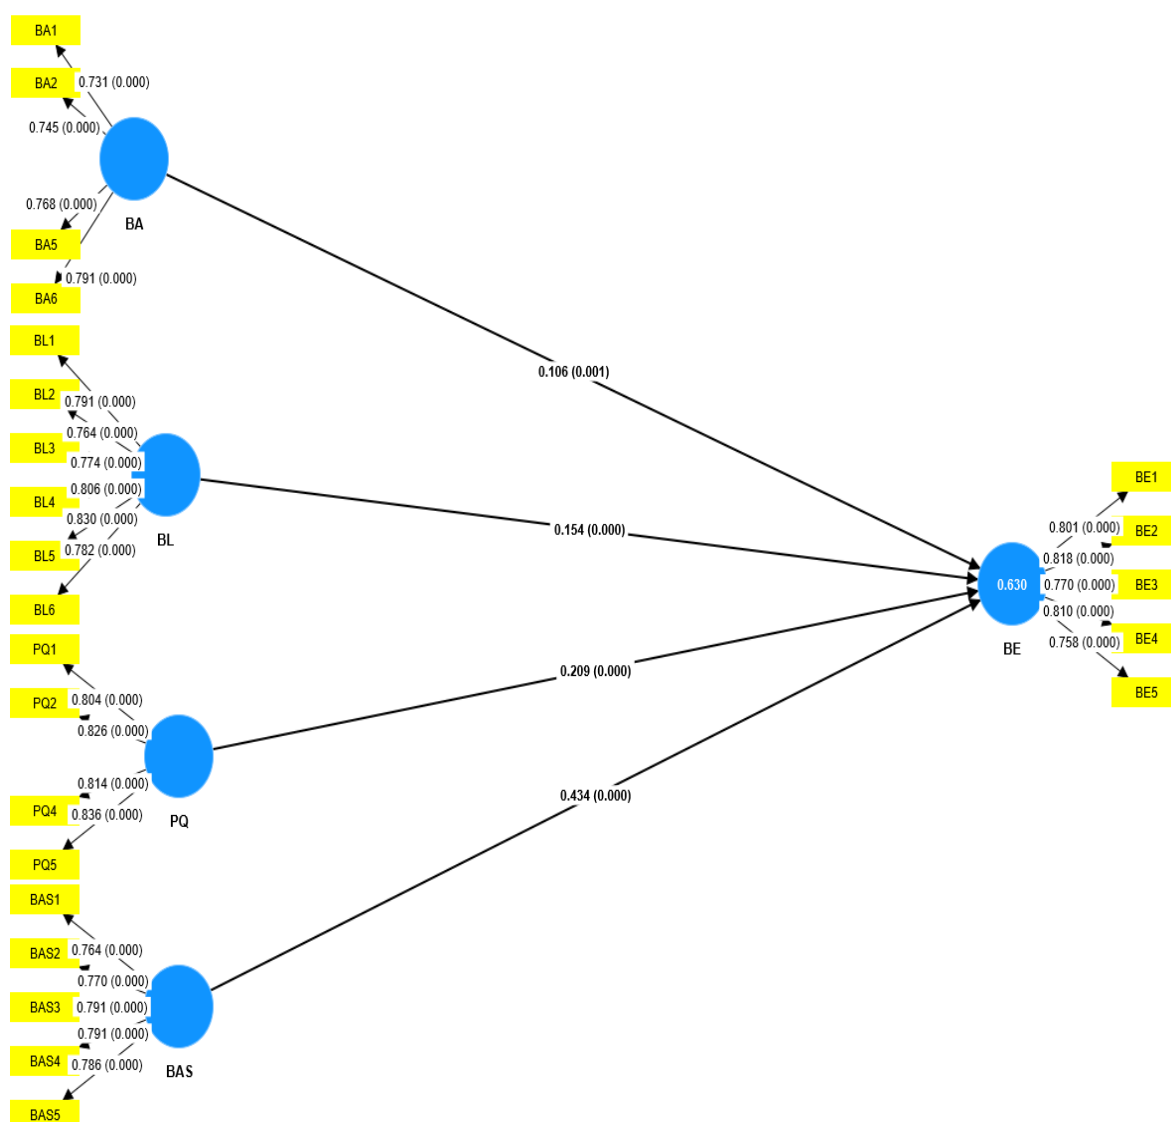 BA1
0.731 (0.000)
BA2
0.745 (0.000)
0.768 (0.000)
BA
BA5
0.791 (0.000)
BA6
BL1
0.106 (0.001)
BL2
0.791 (0.000)
0.764 (0.000)
BL3
0.774 (0.000)
0.806 (0.000)
BL4
0.830 (0.000)
0.154 (0.000)
BL
BL5
0.782 (0.000)
BL6
BE1
0.801 (0.000)
BE2
0.818 (0.000)
0.630
0.770 (0.000)
BE3
0.810 (0.000)
BE4
0.758 (0.000)
BE
BE5
PQ1
0.209 (0.000)
PQ2
0.804 (0.000)
0.826 (0.000)
0.814 (0.000)
0.434 (0.000)
PQ4
0.836 (0.000)
PQ
PQ5
BAS1
0.764 (0.000)
BAS2
0.770 (0.000)
BAS3
0.791 (0.000)
0.791 (0.000)
BAS4
0.786 (0.000)
BAS
BAS5